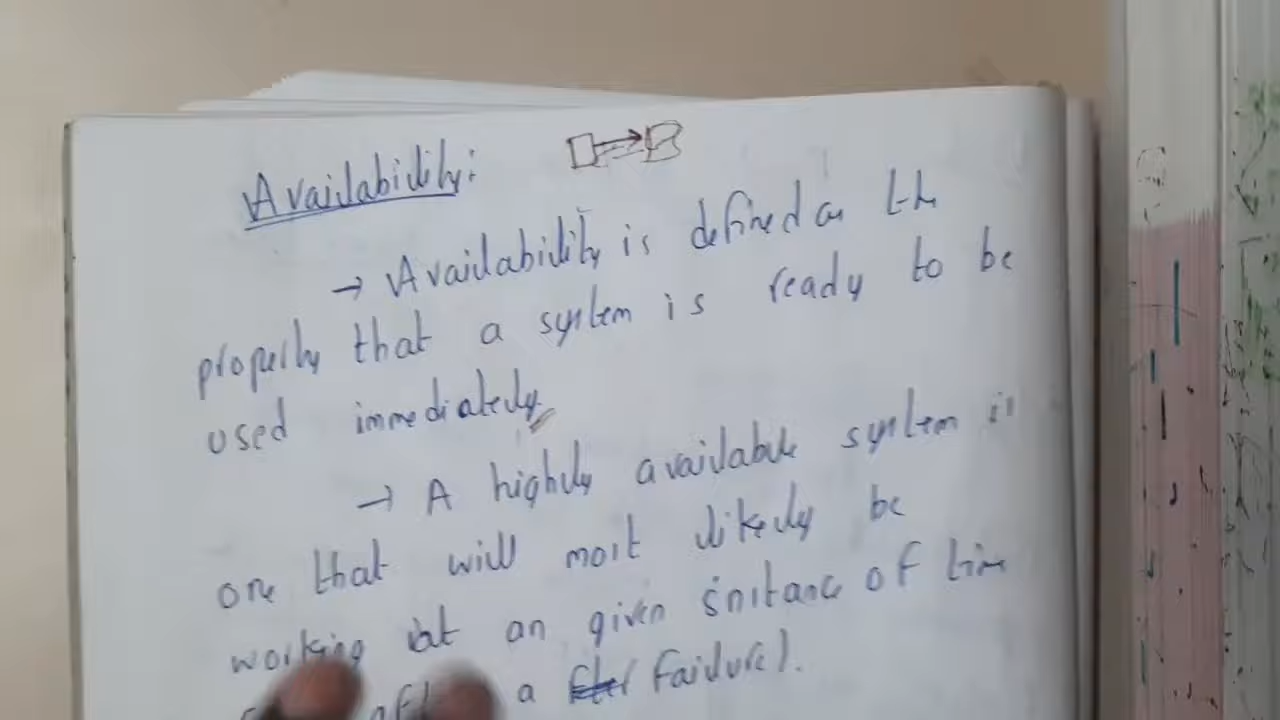 Availability:
→ Availability is defined as the
property that a system is ready to be
used immediately
→ A highly available system is
one that will most likely be
working at an given instance of time
a failure).